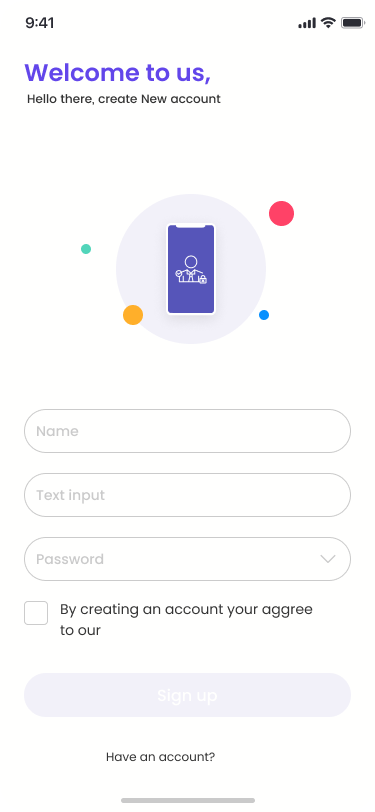 9:41
Welcome to us,
Hello there, create New account
Name
Text input
Password
By creating an account your aggree
to our
Sign up
Have an account?